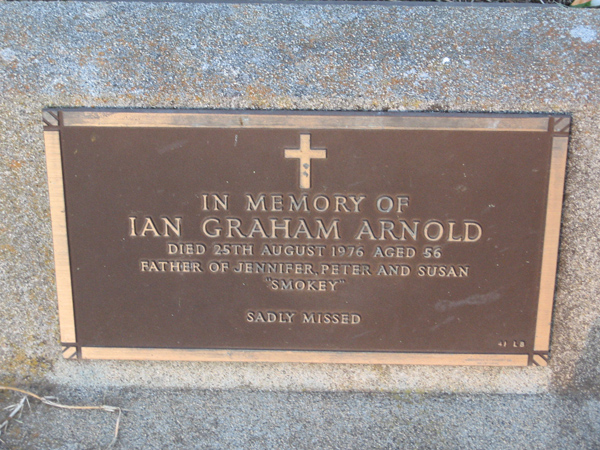 IN MEMORY OF
IAN GRAHAM ARNOLD
DIED 25TH AUGUST 1976 AGED 56
FATHER OF JENNIFER, PETER AND SUSAN
"SMOKEY"
SADLY MISSED
41 L B